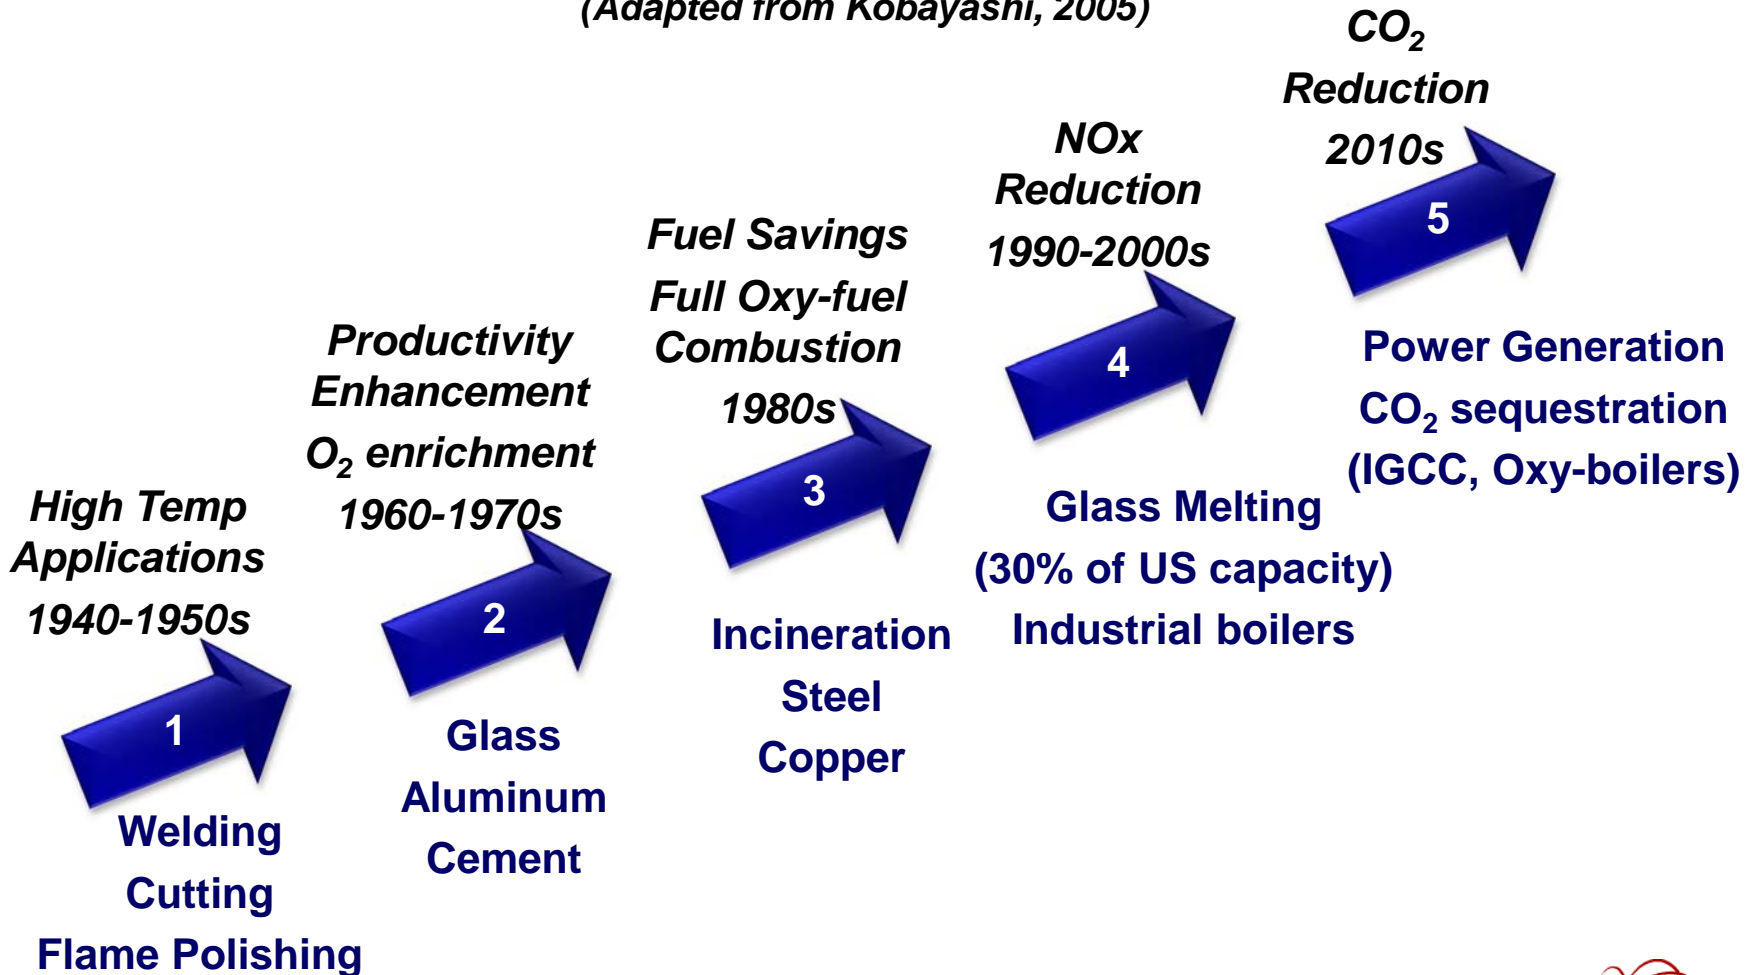 (Adapted from Kobayashi, 2005)
High Temp
Applications
1940-1950s
1
Welding
Cutting
Flame Polishing
Productivity
Enhancement
O₂ enrichment
1960-1970s
2
Glass
Aluminum
Cement
Fuel Savings
Full Oxy-fuel
Combustion
1980s
3
Incineration
Steel
Copper
NOx
Reduction
1990-2000s
4
Glass Melting
(30% of US capacity)
Industrial boilers
CO₂
Reduction
2010s
5
Power Generation
CO₂ sequestration
(IGCC, Oxy-boilers)